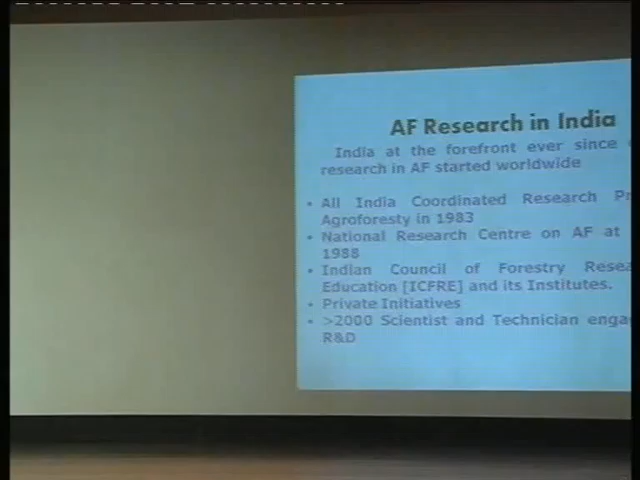 AF Research in India
India at the forefront ever since
research in AF started worldwide
• All India Coordinated Research
Agroforesty in 1983
• National Research Centre on AF at
1988
• Indian Council of Forestry
Education [ICFRE] and its Institutes.
• Private Initiatives
• >2000 Scientist and Technician
R&D